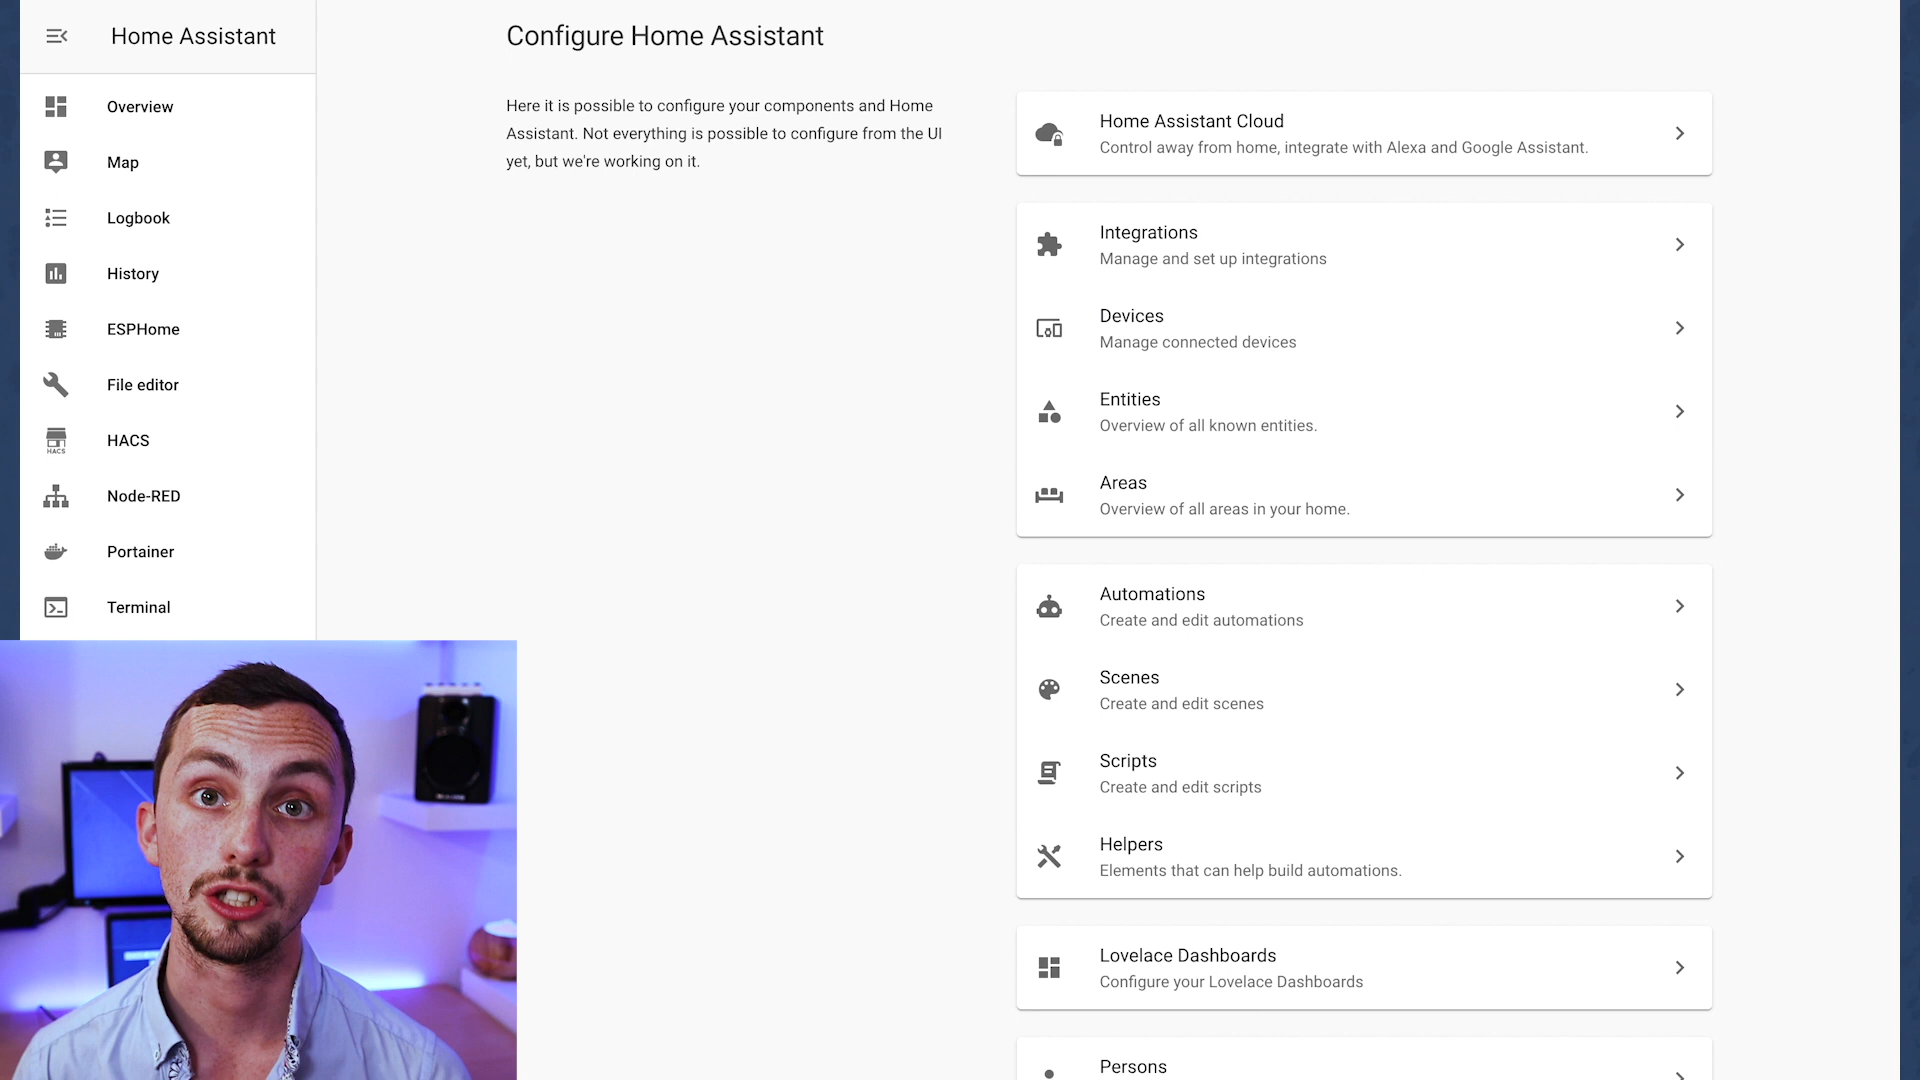 Home Assistant
Overview
Map
Logbook
History
ESPHome
File editor
HACS
HACS
Node-RED
Portainer
Terminal
Configure Home Assistant
Here it is possible to configure your components and Home
Assistant. Not everything is possible to configure from the UI
yet, but we're working on it.
Home Assistant Cloud
Control away from home, integrate with Alexa and Google Assistant.
Integrations
Manage and set up integrations
Devices
Manage connected devices
Entities
Overview of all known entities.
Areas
Overview of all areas in your home.
Automations
Create and edit automations
Scenes
Create and edit scenes
Scripts
Create and edit scripts
Helpers
Elements that can help build automations.
Lovelace Dashboards
Configure your Lovelace Dashboards
Persons